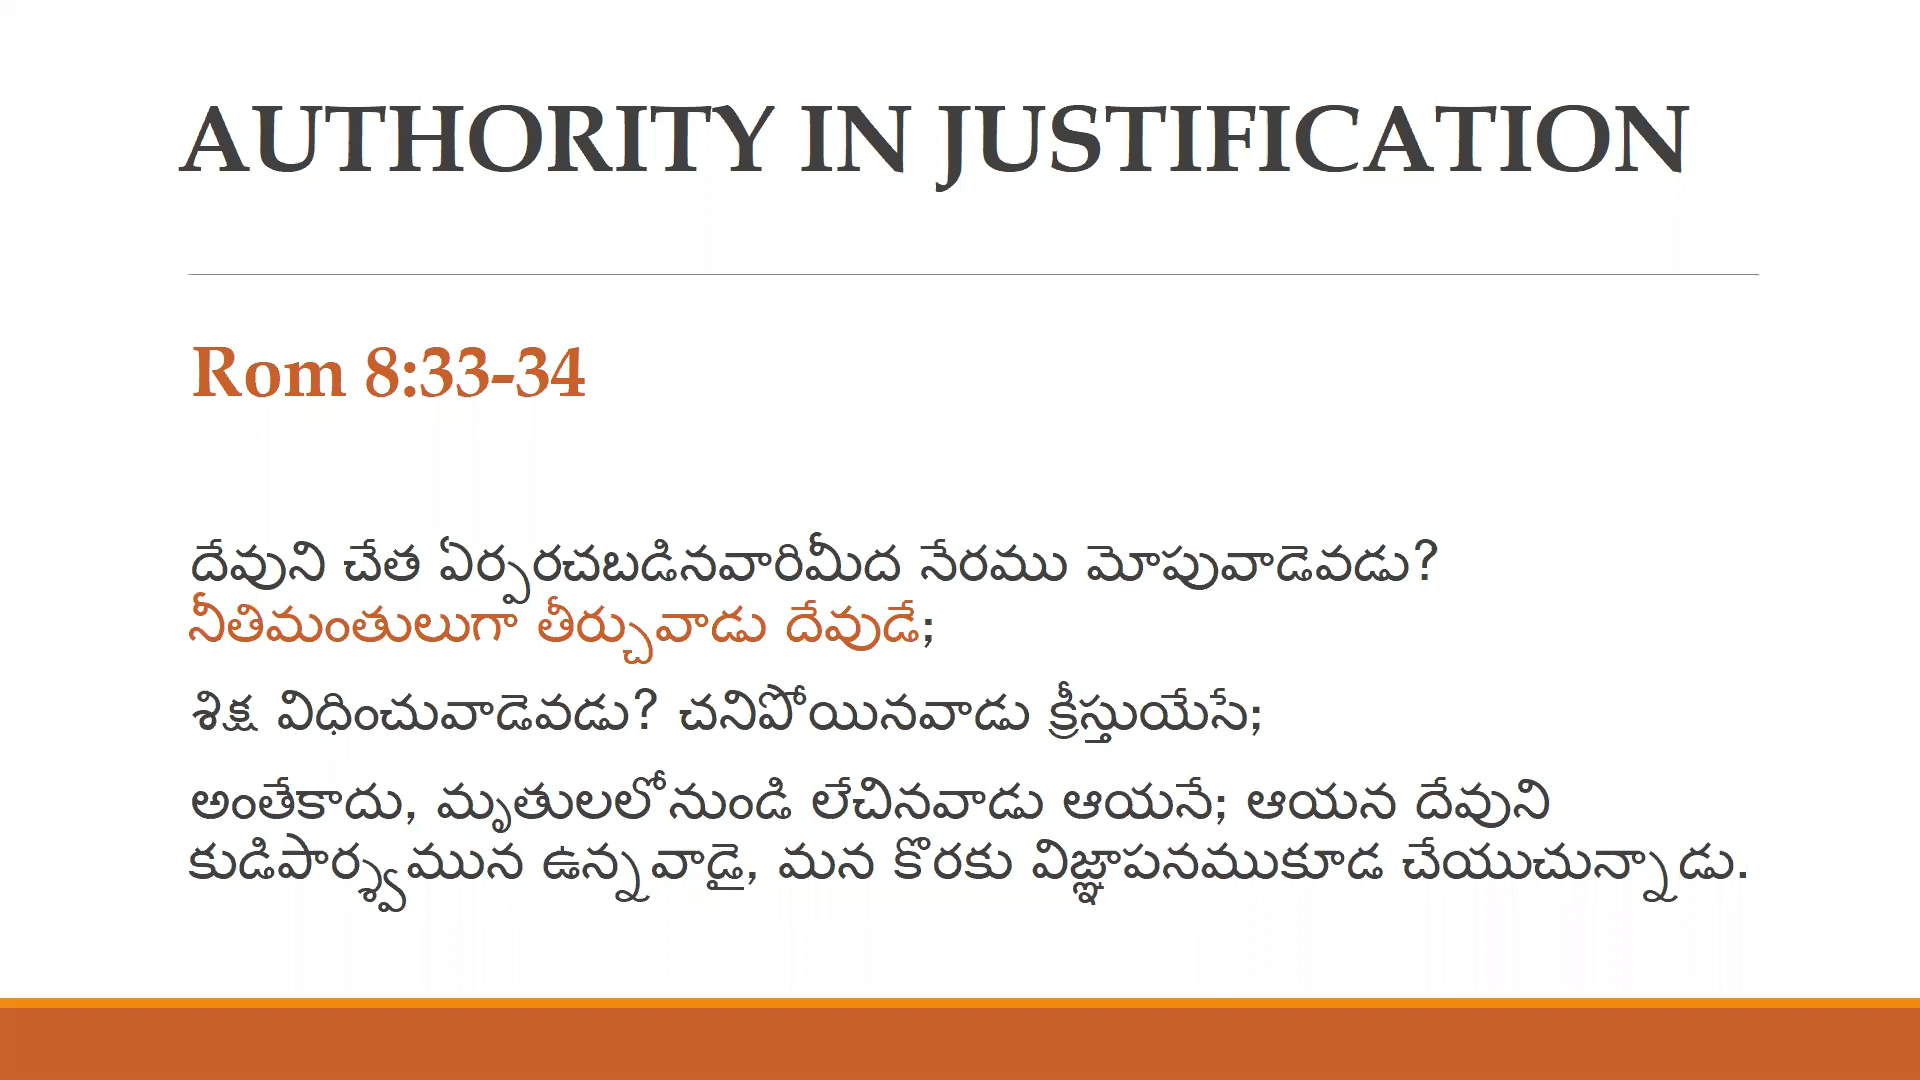 AUTHORITY IN JUSTIFICATION
Rom 8:33-34
దేవుని చేత ఏర్పరచబడినవారిమీద నేరము మోపువాడెవడు?
నీతిమంతులుగా తీర్చువాడు దేవుడే;
శిక్ష విధించువాడెవడు? చనిపోయినవాడు క్రీస్తుయేసే;
అంతేకాదు, మృతులలోనుండి లేచినవాడు ఆయనే; ఆయన దేవుని
కుడిపార్శ్వమున ఉన్నవాడై, మన కొరకు విజ్ఞాపనముకూడ చేయుచున్నాడు.